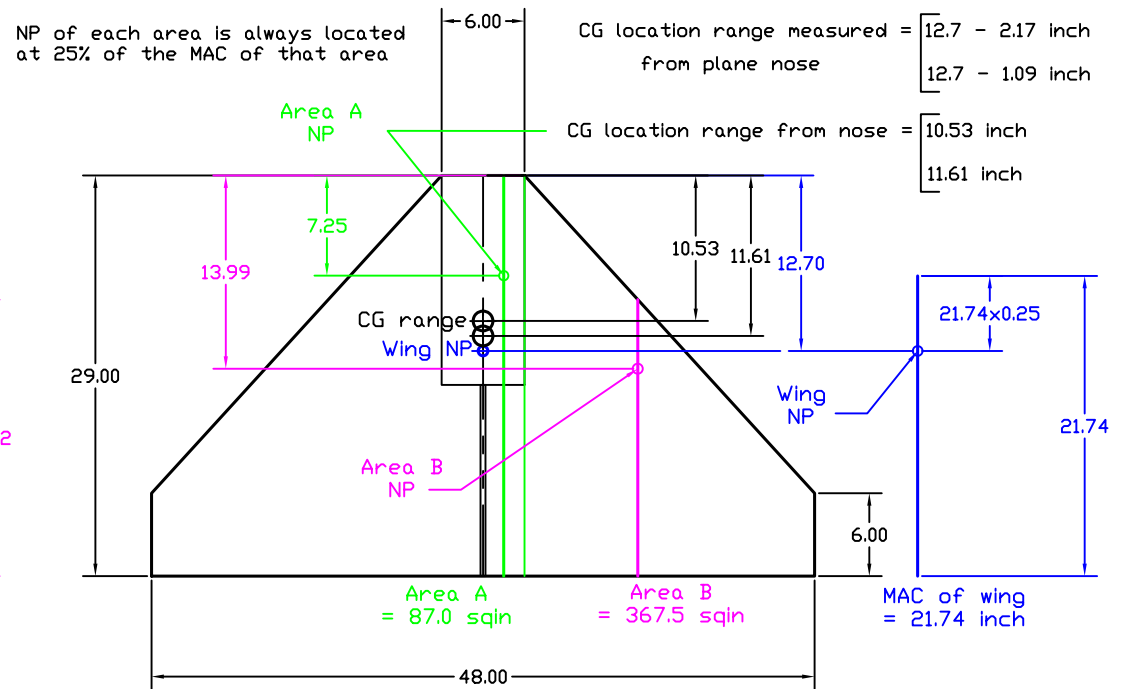 NP of each area is always located
at 25% of the MAC of that area
6.00
CG location range measured = 12.7 - 2.17 inch
from plane nose
12.7 - 1.09 inch
CG location range from nose = 10.53 inch
11.61 inch
Area A
NP
7.25
13.99
10.53
11.61
12.70
21.74x0.25
CG range
Wing NP
29.00
Wing
NP
21.74
2
Area B
NP
6.00
Area A
= 87.0 sqin
Area B
= 367.5 sqin
MAC of wing
= 21.74 inch
48.00